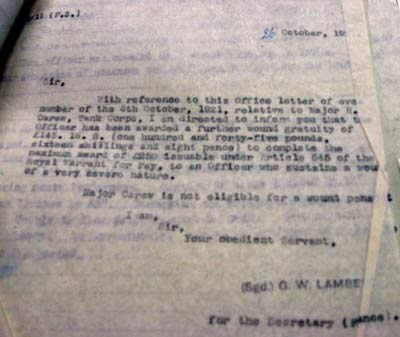 26 October, 19
Sir,
With reference to this Office letter of even
number of the 6th October, 1921, relative to Major H.
Carew, Tank Corps, I am directed to inform you that t
Officer has been awarded a further wound gratuity of
£145. 16. 8. (one hundred and forty-five pounds,
sixteen shillings and eight pence) to complete the
maximum award of £250 issuable under Article 648 of the
Royal Warrant for Pay, to an Officer who sustains a wou
of a very severe nature.
Major Carew is not eligible for a wound pens
I am,
Sir,
Your obedient Servant,
(Sgd.) G. W. LAMBE
for the Secretary